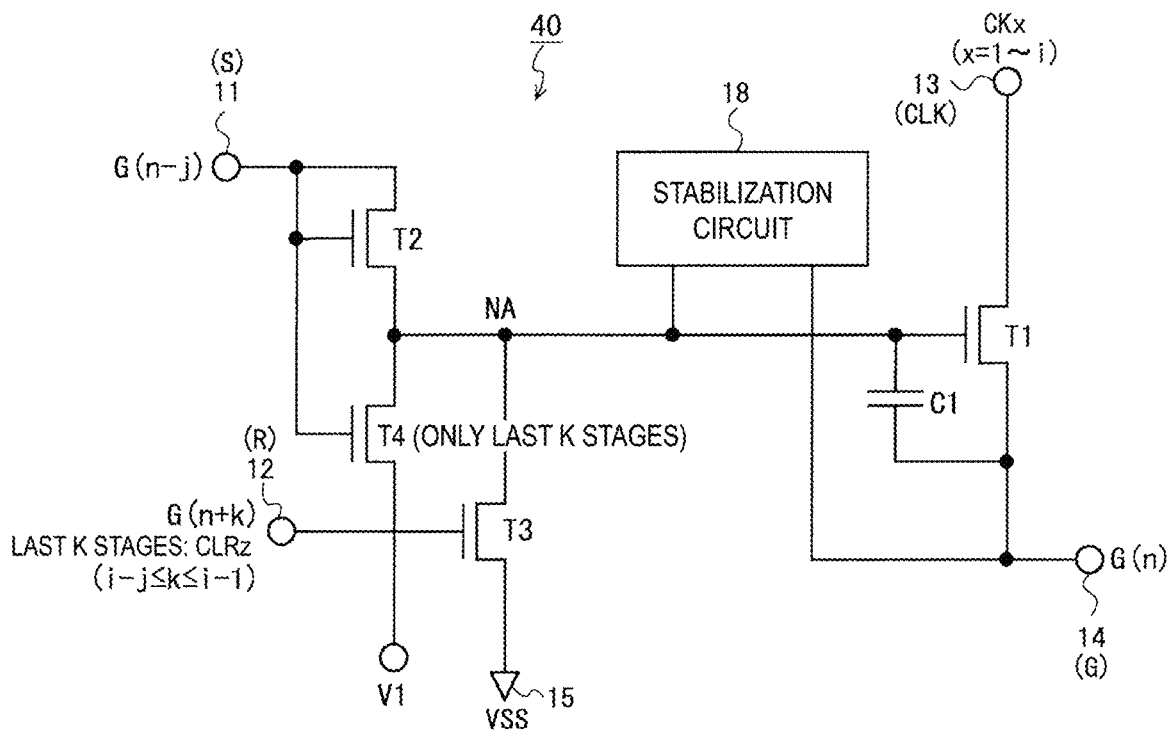 40
CKx
(x=1~i)
13
(CLK)
(S)
11
18
G(n-j)
STABILIZATION
CIRCUIT
T2
NA
T1
C1
T4 (ONLY LAST K STAGES)
(R)
12
G(n+k)
LAST K STAGES: CLRz
(i-j≤k≤i-1)
T3
G(n)
14
(G)
V1
15
VSS